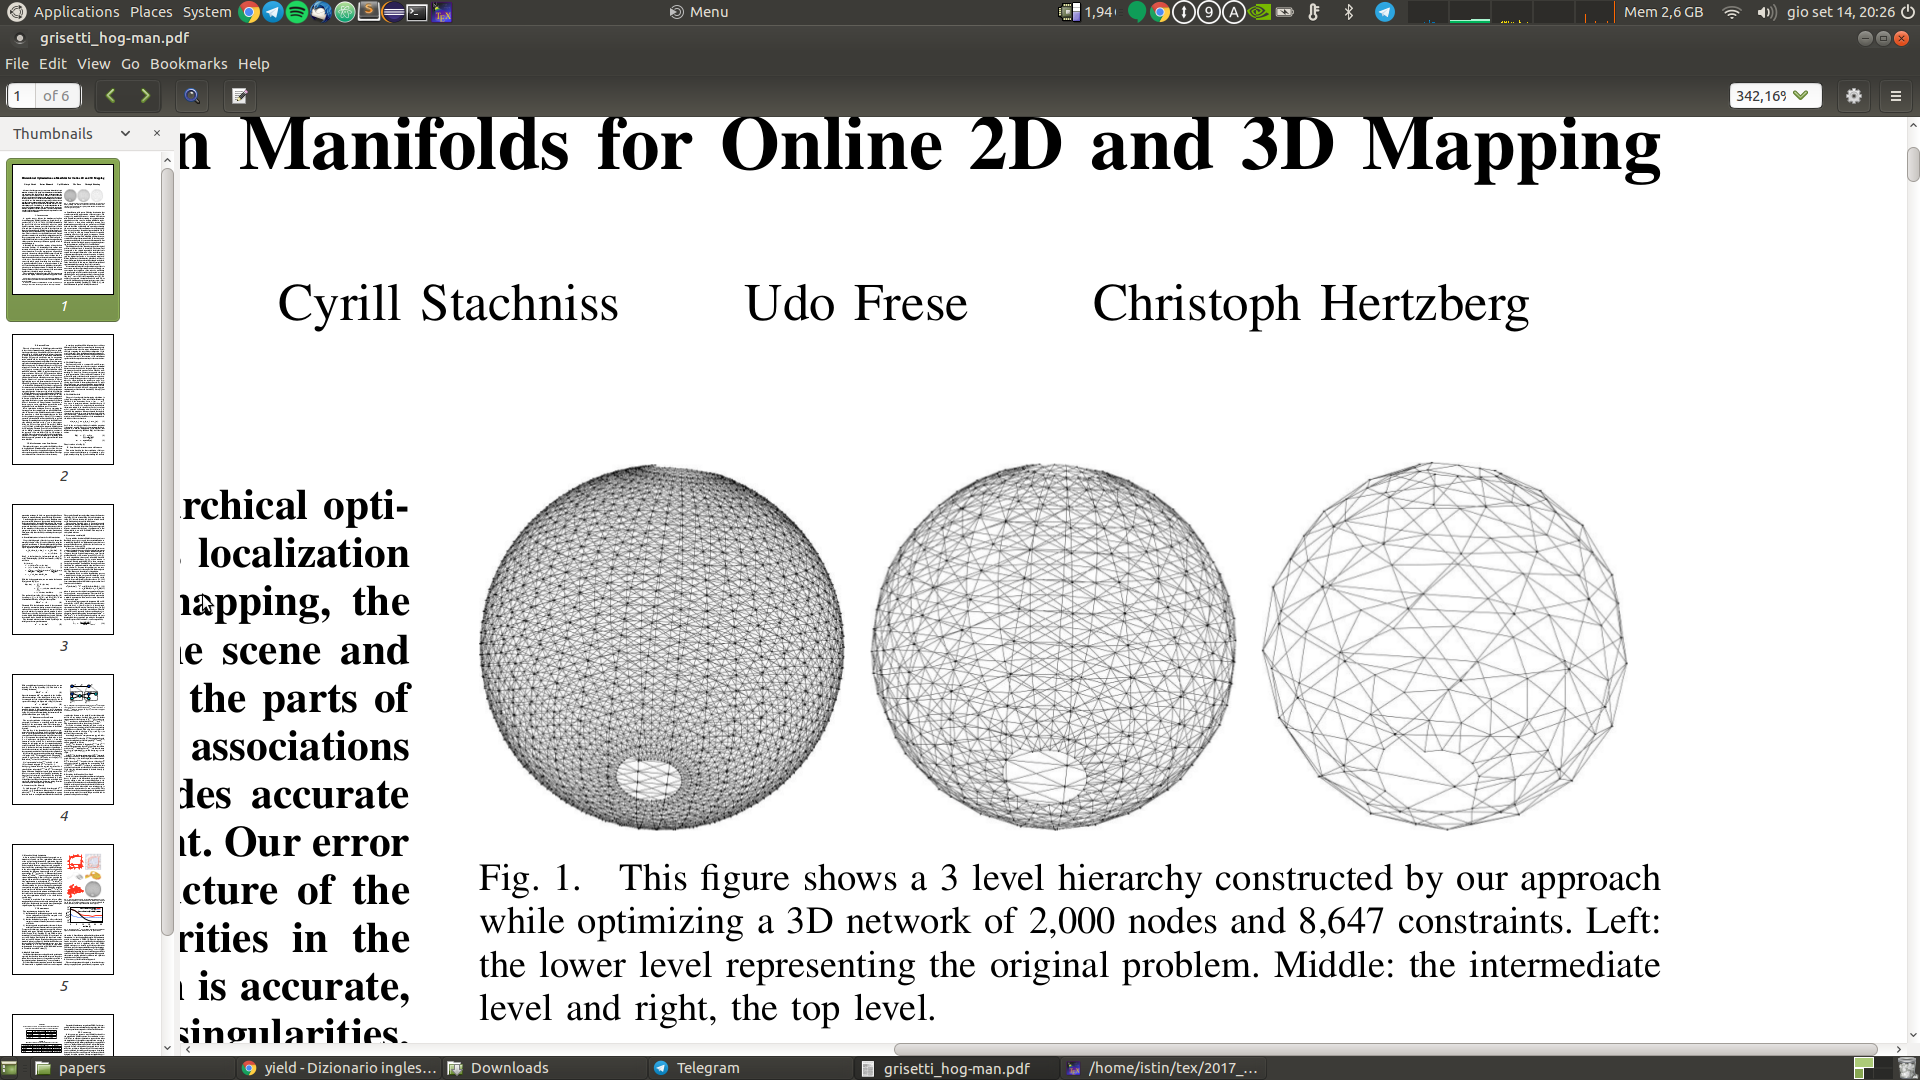 Applications Places System
Menu
1,94
9
A
Mem 2,6 GB
gio set 14, 20:26
grisetti_hog-man.pdf
File Edit View Go Bookmarks Help
1 of 6
342,16%
Thumbnails
1
2
3
4
5
n Manifolds for Online 2D and 3D Mapping
Cyrill Stachniss Udo Frese Christoph Hertzberg
rchical opti-
localization
mapping, the
e scene and
the parts of
associations
des accurate
nt. Our error
cture of the
rities in the
is accurate,
singularities.
Fig. 1. This figure shows a 3 level hierarchy constructed by our approach
while optimizing a 3D network of 2,000 nodes and 8,647 constraints. Left:
the lower level representing the original problem. Middle: the intermediate
level and right, the top level.
papers
yield - Dizionario ingles...
Downloads
Telegram
grisetti_hog-man.pdf
/home/istin/tex/2017_...